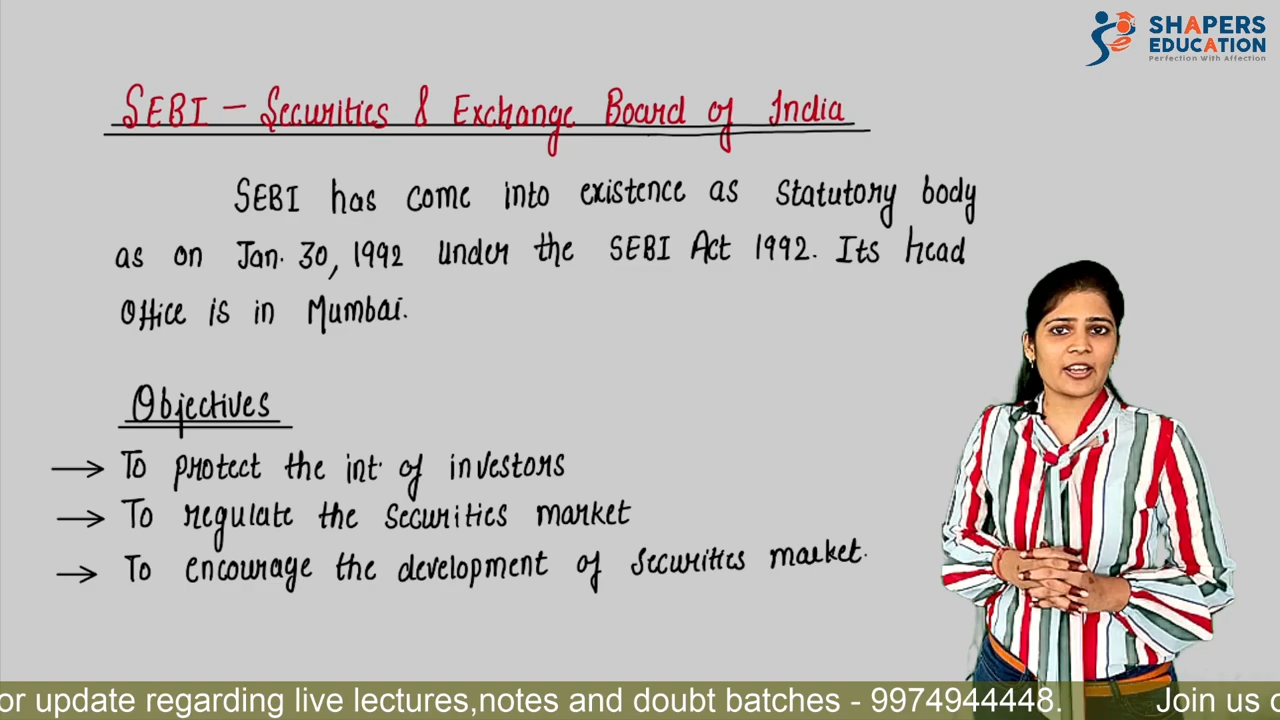 SHAPERS
EDUCATION
Perfection With Affection
SEBI - Securities & Exchange Board of India
SEBI has come into existence as statutory body
as on Jan. 30, 1992 under the SEBI Act 1992. Its head
office is in Mumbai.
Objectives
→ To protect the int. of investors
→ To regulate the securities market
→ To encourage the development of securities market.
or update regarding live lectures,notes and doubt batches - 9974944448. Join us o